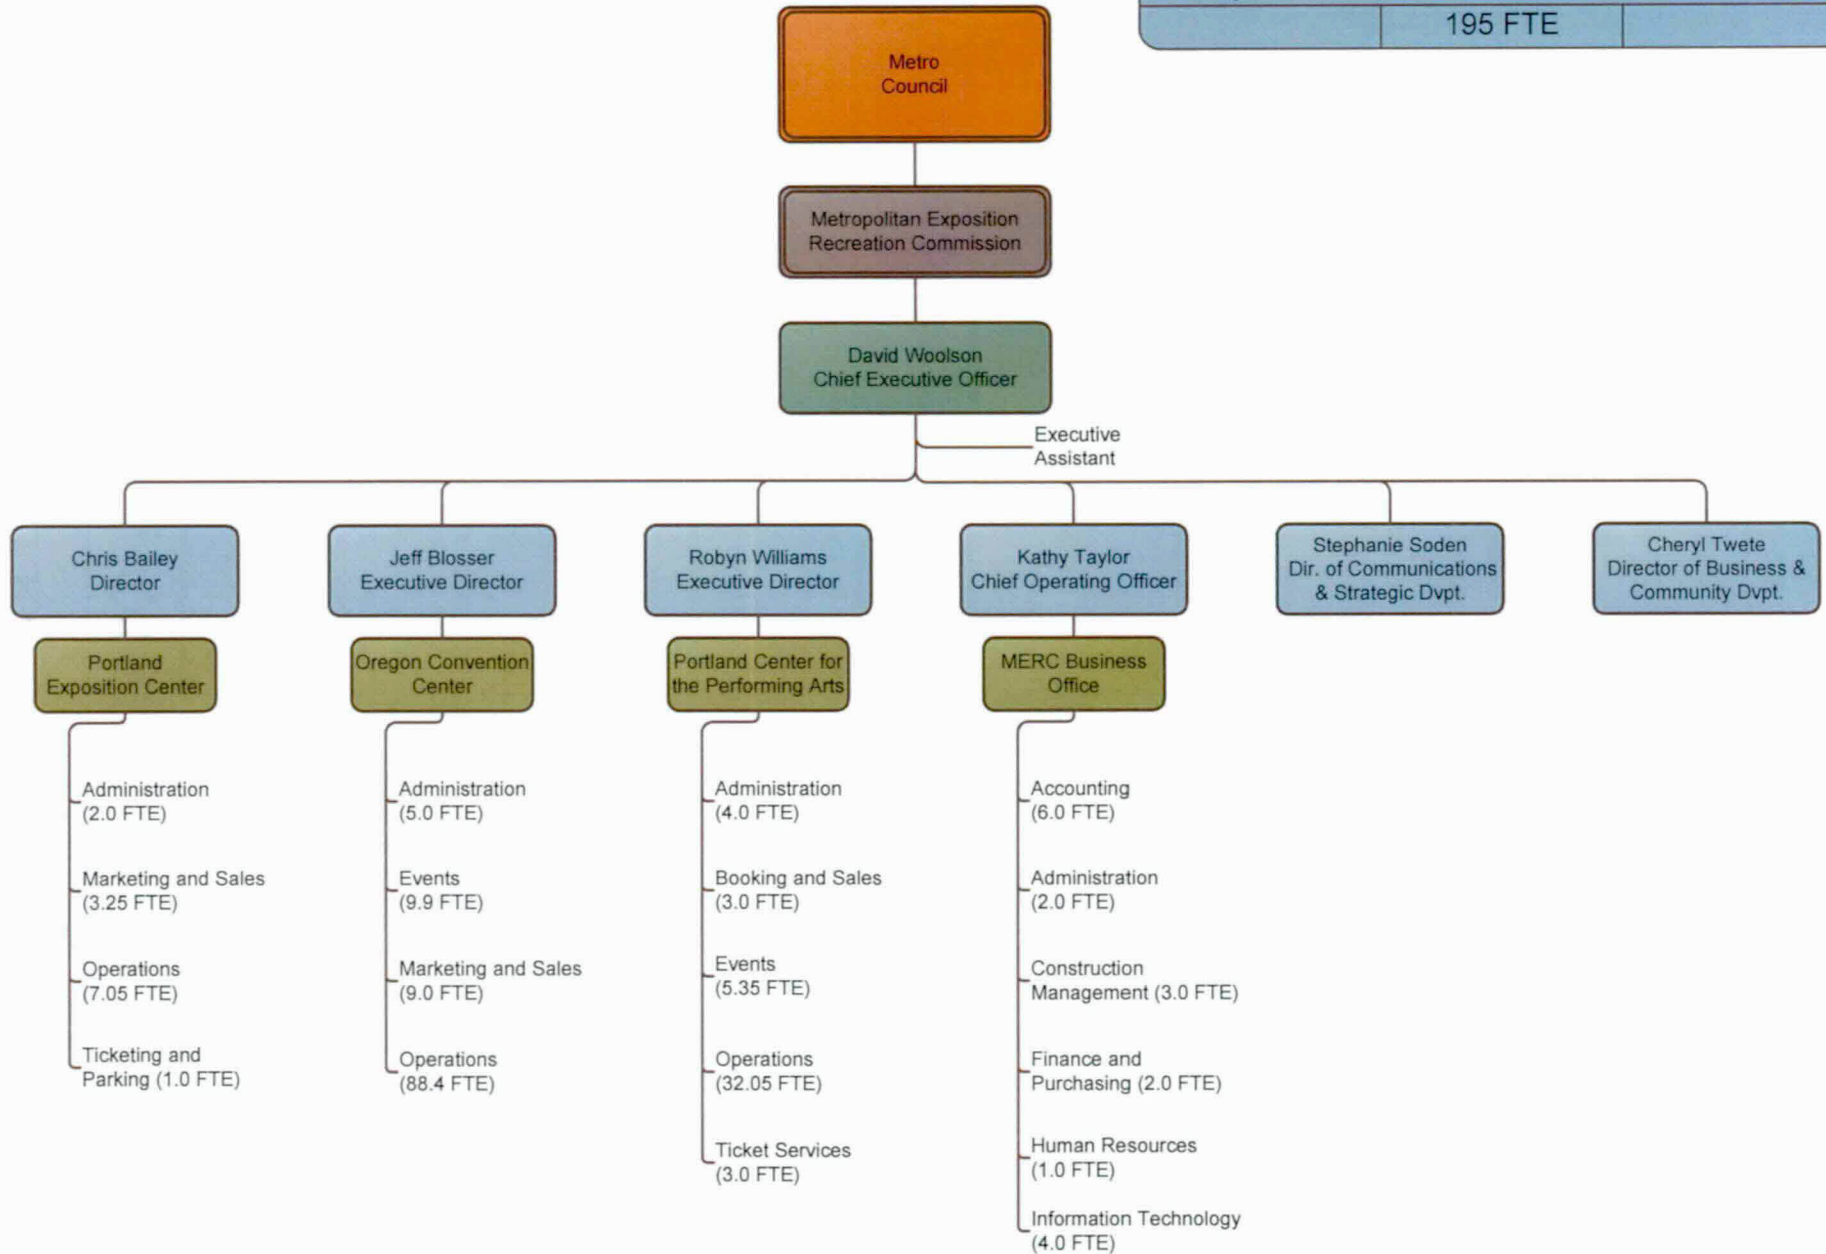 195 FTE
Metro
Council
Metropolitan Exposition
Recreation Commission
David Woolson
Chief Executive Officer
Executive
Assistant
Chris Bailey
Director
Portland
Exposition Center
Administration
(2.0 FTE)
Marketing and Sales
(3.25 FTE)
Operations
(7.05 FTE)
Ticketing and
Parking (1.0 FTE)
Jeff Blosser
Executive Director
Oregon Convention
Center
Administration
(5.0 FTE)
Events
(9.9 FTE)
Marketing and Sales
(9.0 FTE)
Operations
(88.4 FTE)
Robyn Williams
Executive Director
Portland Center for
the Performing Arts
Administration
(4.0 FTE)
Booking and Sales
(3.0 FTE)
Events
(5.35 FTE)
Operations
(32.05 FTE)
Ticket Services
(3.0 FTE)
Kathy Taylor
Chief Operating Officer
MERC Business
Office
Accounting
(6.0 FTE)
Administration
(2.0 FTE)
Construction
Management (3.0 FTE)
Finance and
Purchasing (2.0 FTE)
Human Resources
(1.0 FTE)
Information Technology
(4.0 FTE)
Stephanie Soden
Dir. of Communications
& Strategic Dvpt.
Cheryl Twete
Director of Business &
Community Dvpt.